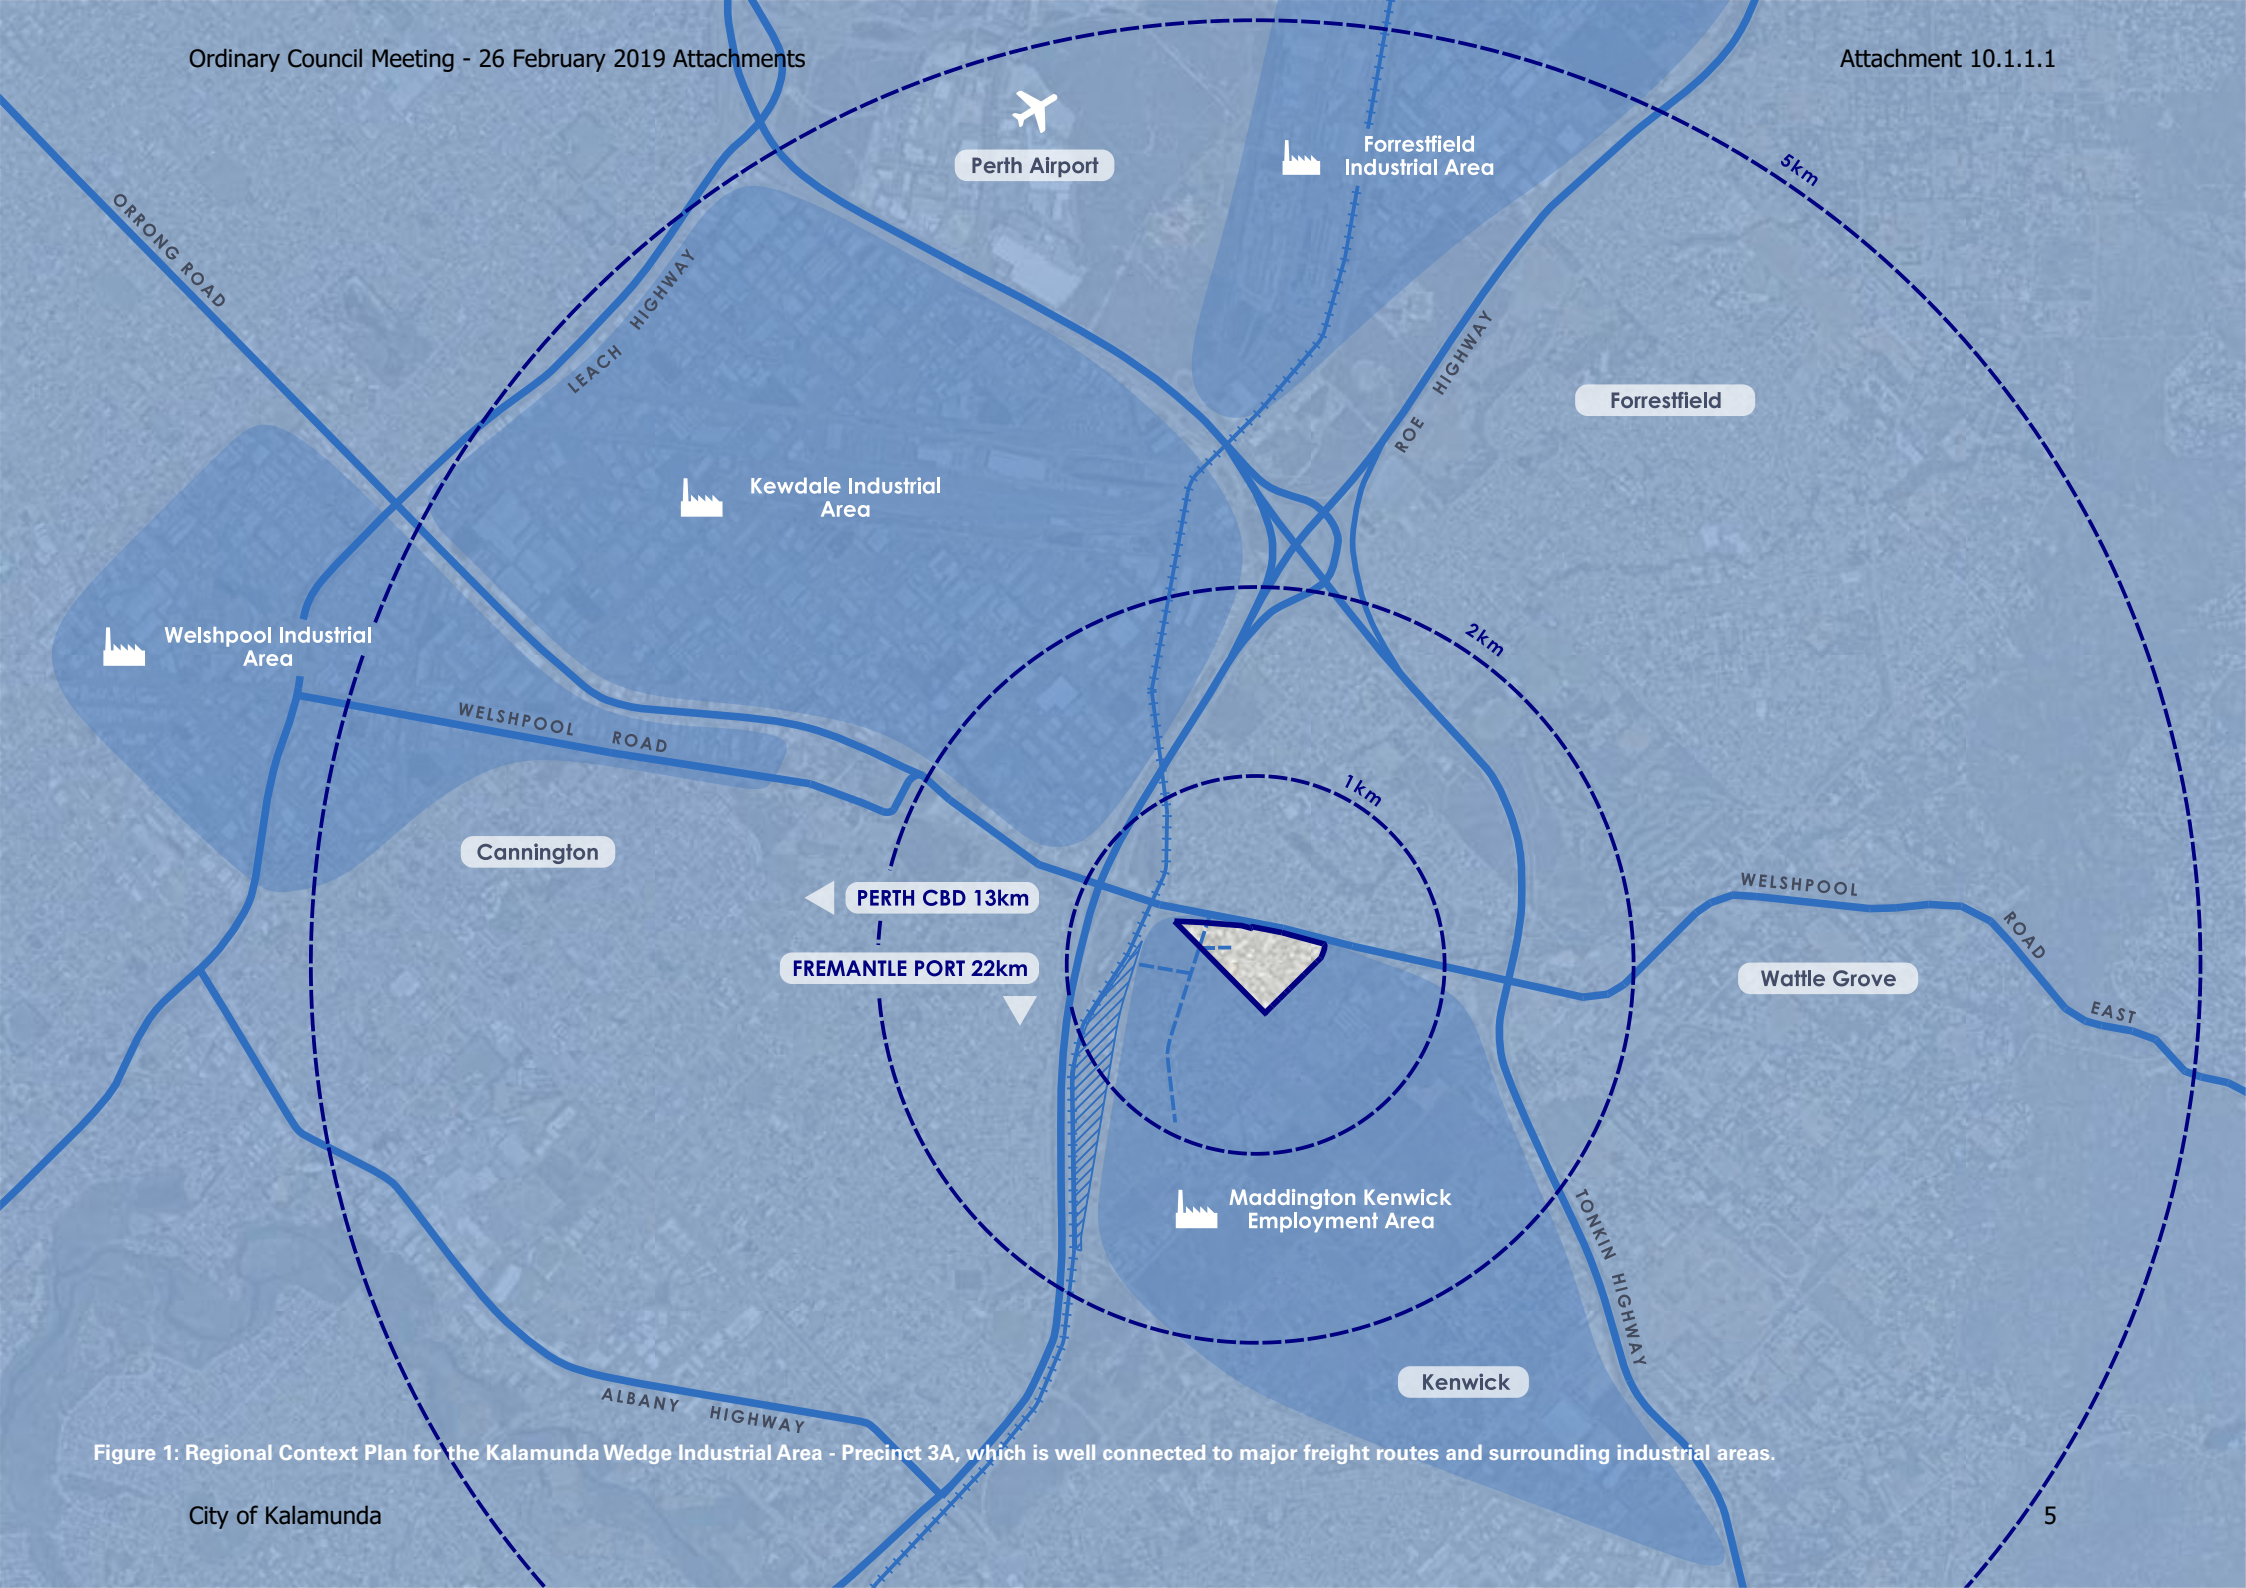 Ordinary Council Meeting - 26 February 2019 Attachments
Attachment 10.1.1.1
Perth Airport
Forrestfield
Industrial Area
5km
ORRONG ROAD
LEACH HIGHWAY
ROE HIGHWAY
Forrestfield
Kewdale Industrial
Area
Welshpool Industrial
Area
2km
WELSHPOOL ROAD
1km
Cannington
PERTH CBD 13km
WELSHPOOL ROAD EAST
FREMANTLE PORT 22km
Wattle Grove
Maddington Kenwick
Employment Area
TONKIN HIGHWAY
Kenwick
ALBANY HIGHWAY
Figure 1: Regional Context Plan for the Kalamunda Wedge Industrial Area - Precinct 3A, which is well connected to major freight routes and surrounding industrial areas.
City of Kalamunda
5